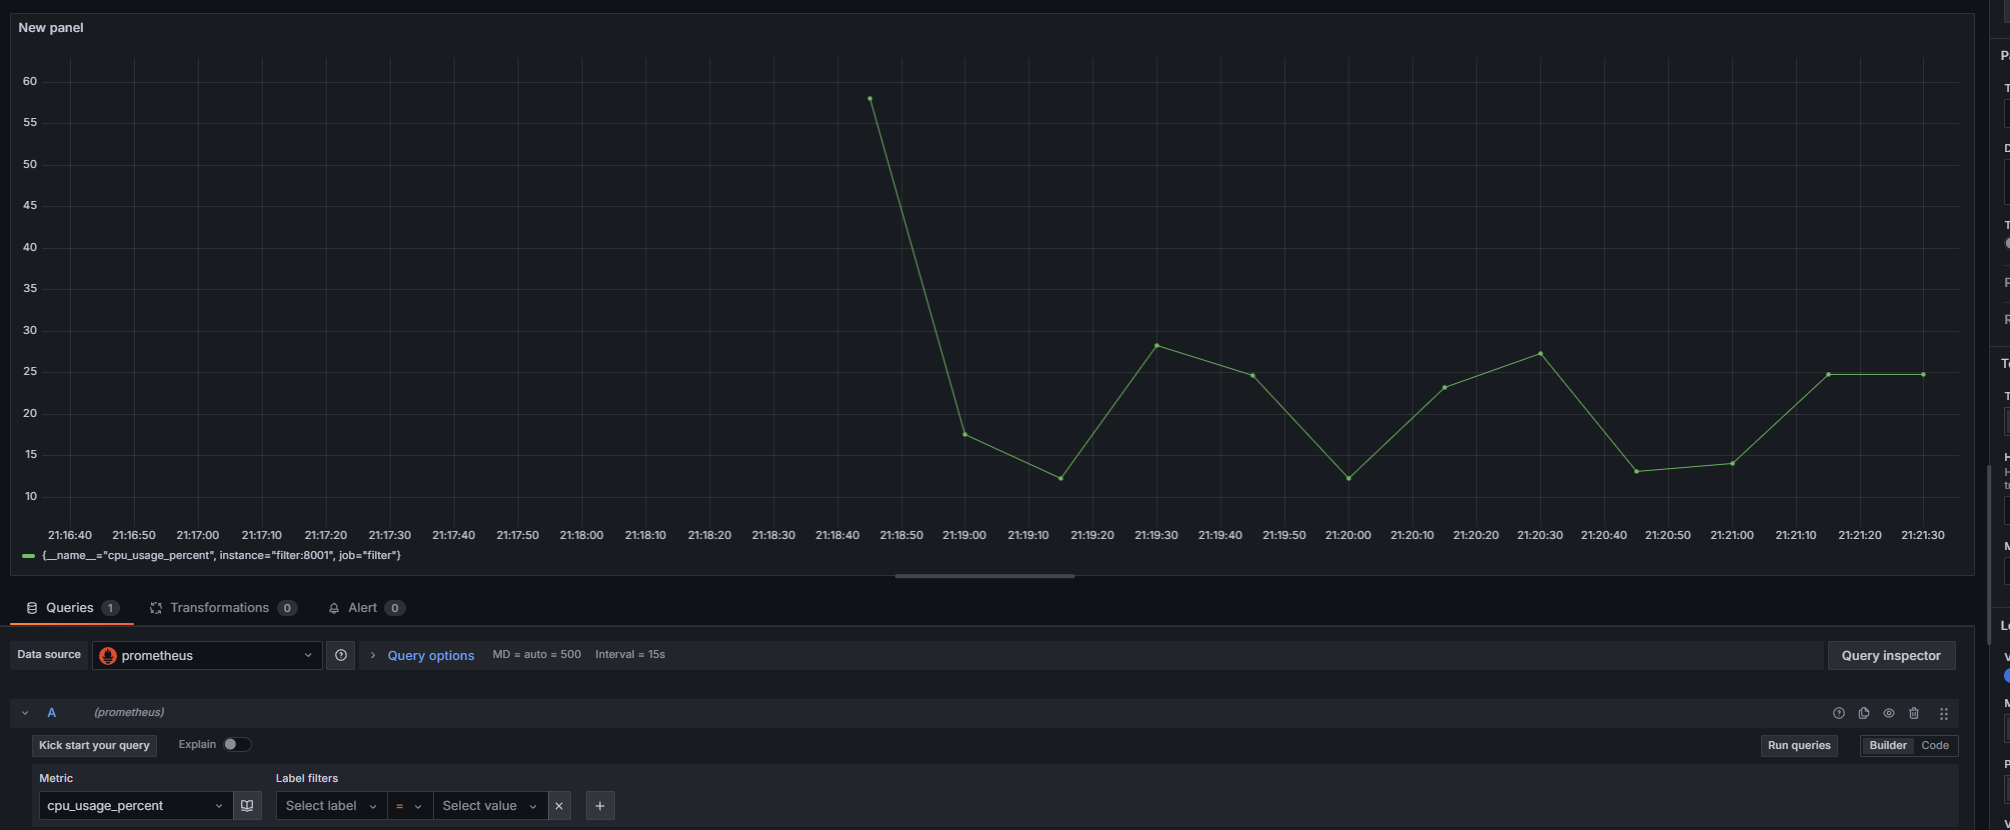 New panel
60
55
50
45
40
35
30
25
20
15
10
21:16:40 21:16:50 21:17:00 21:17:10 21:17:20 21:17:30 21:17:40 21:17:50 21:18:00 21:18:10 21:18:20 21:18:30 21:18:40 21:18:50 21:19:00 21:19:10 21:19:20 21:19:30 21:19:40 21:19:50 21:20:00 21:20:10 21:20:20 21:20:30 21:20:40 21:20:50 21:21:00 21:21:10 21:21:20 21:21:30
{__name__="cpu_usage_percent", instance="filter:8001", job="filter"}
Queries 1 Transformations 0 Alert 0
Data source prometheus Query options MD = auto = 500 Interval = 15s Query inspector
A (prometheus)
Kick start your query Explain Run queries Builder Code
Metric Label filters
cpu_usage_percent Select label = Select value